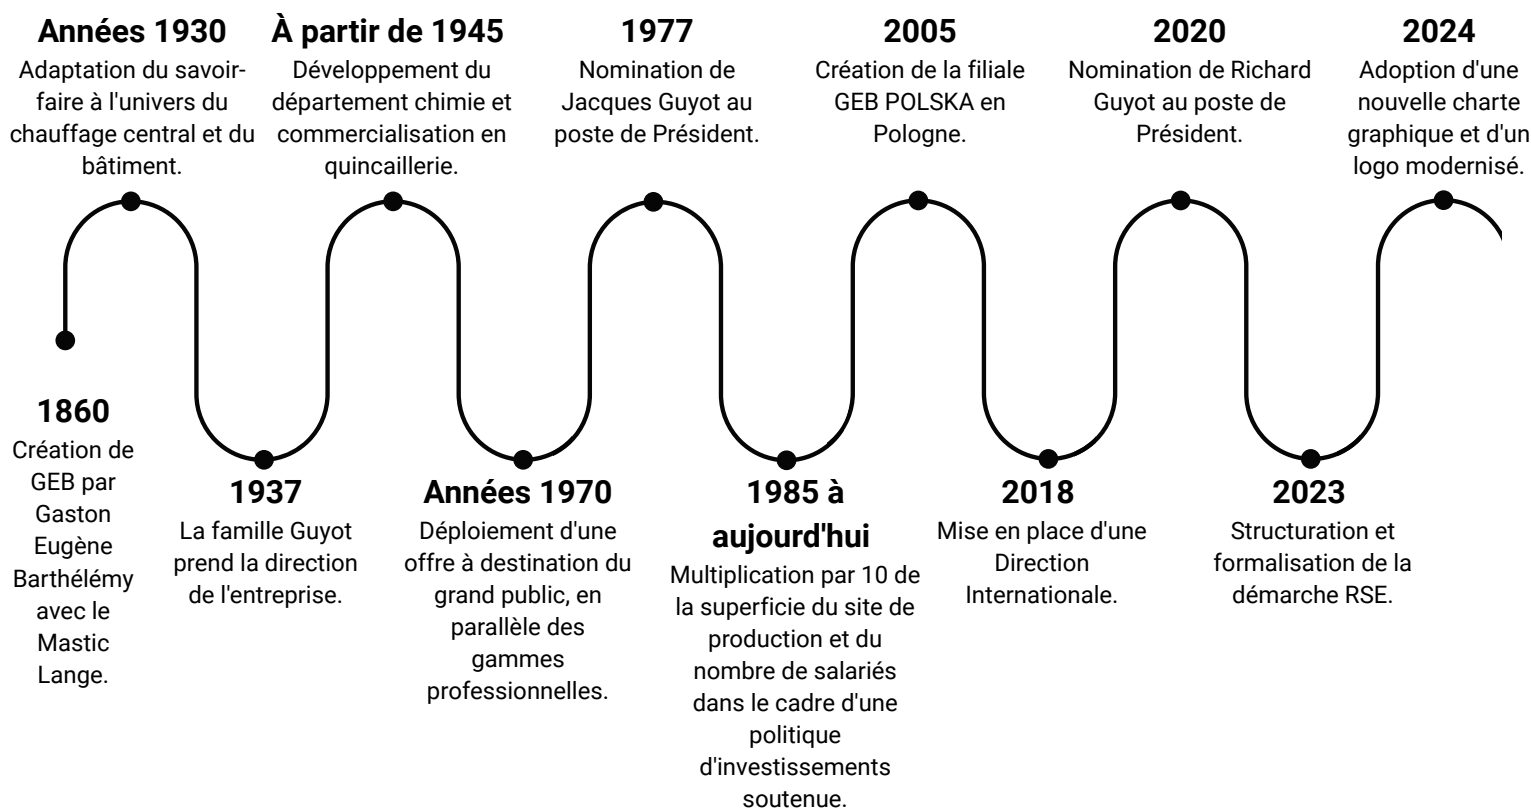 1860
Création de
GEB par
Gaston
Eugène
Barthélémy
avec le
Mastic
Lange.
Années 1930
Adaptation du savoir-
faire à l'univers du
chauffage central et du
bâtiment.
1937
La famille Guyot
prend la direction
de l'entreprise.
À partir de 1945
Développement du
département chimie et
commercialisation en
quincaillerie.
Années 1970
Déploiement d'une
offre à destination du
grand public, en
parallèle des
gammes
professionnelles.
1977
Nomination de
Jacques Guyot au
poste de Président.
1985 à
aujourd'hui
Multiplication par 10 de
la superficie du site de
production et du
nombre de salariés
dans le cadre d'une
politique
d'investissements
soutenue.
2005
Création de la filiale
GEB POLSKA en
Pologne.
2018
Mise en place d'une
Direction
Internationale.
2020
Nomination de Richard
Guyot au poste de
Président.
2023
Structuration et
formalisation de la
démarche RSE.
2024
Adoption d'une
nouvelle charte
graphique et d'un
logo modernisé.